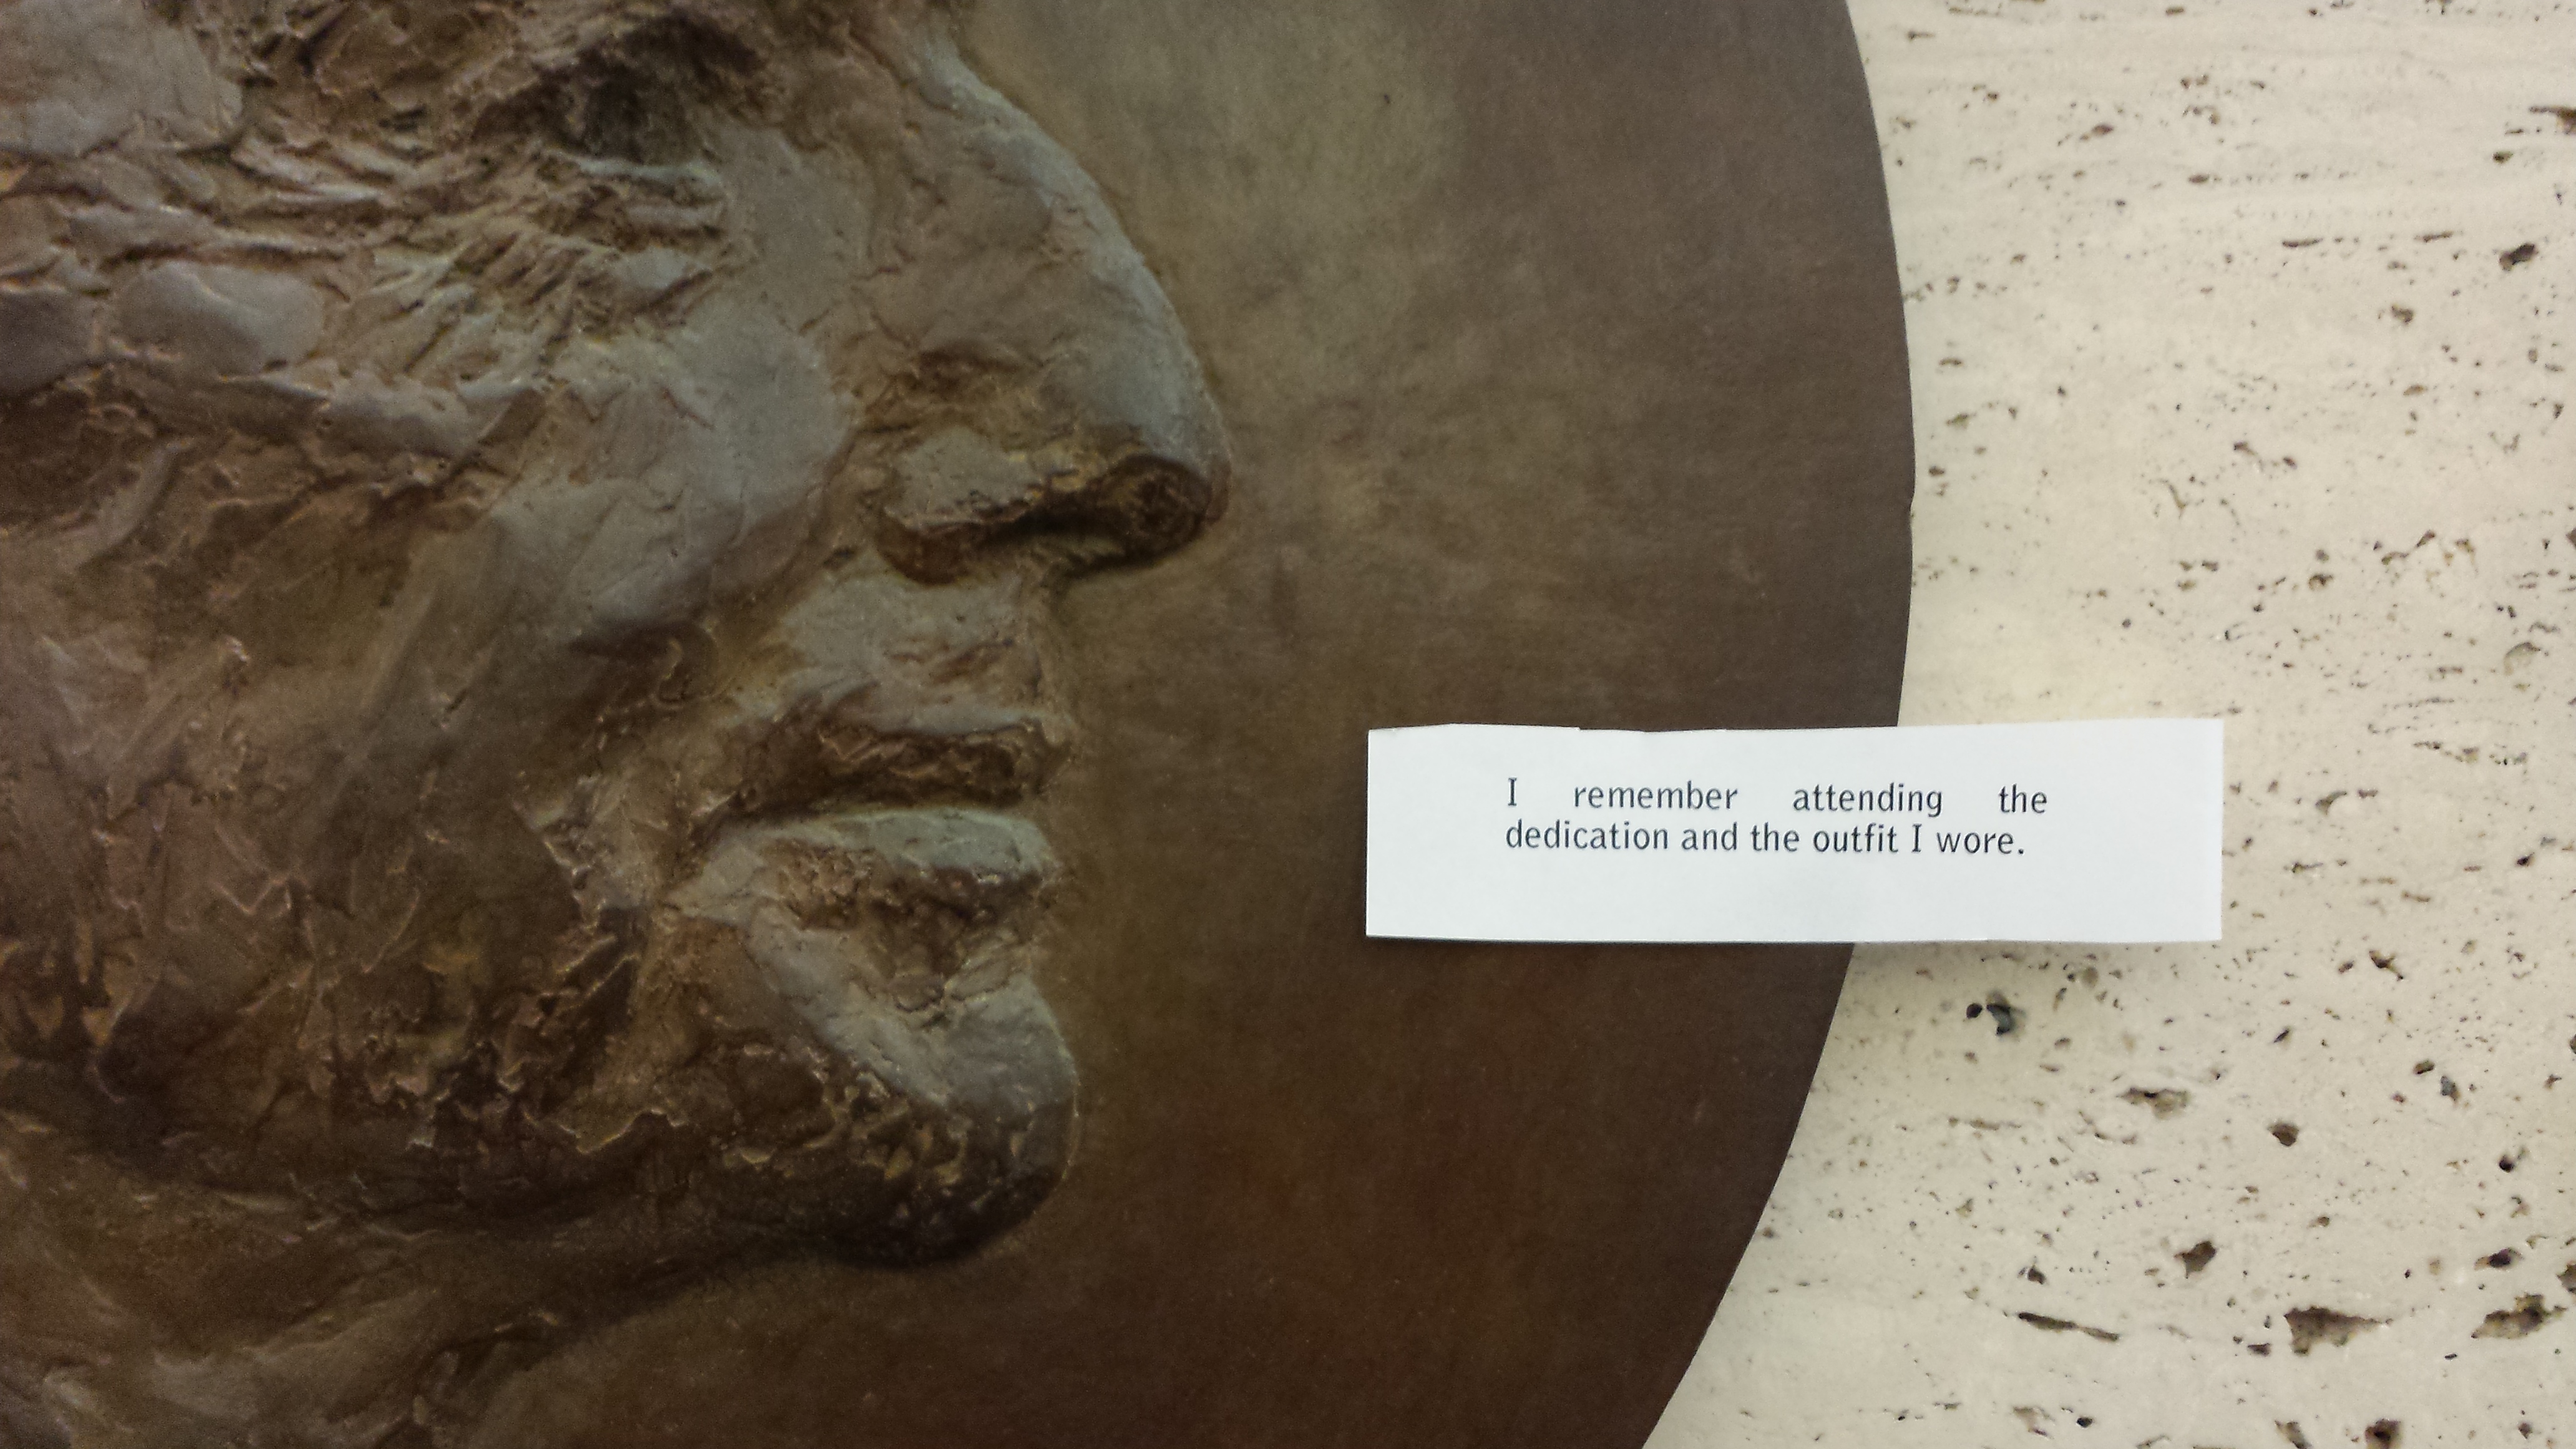 I remember attending the
dedication and the outfit I wore.